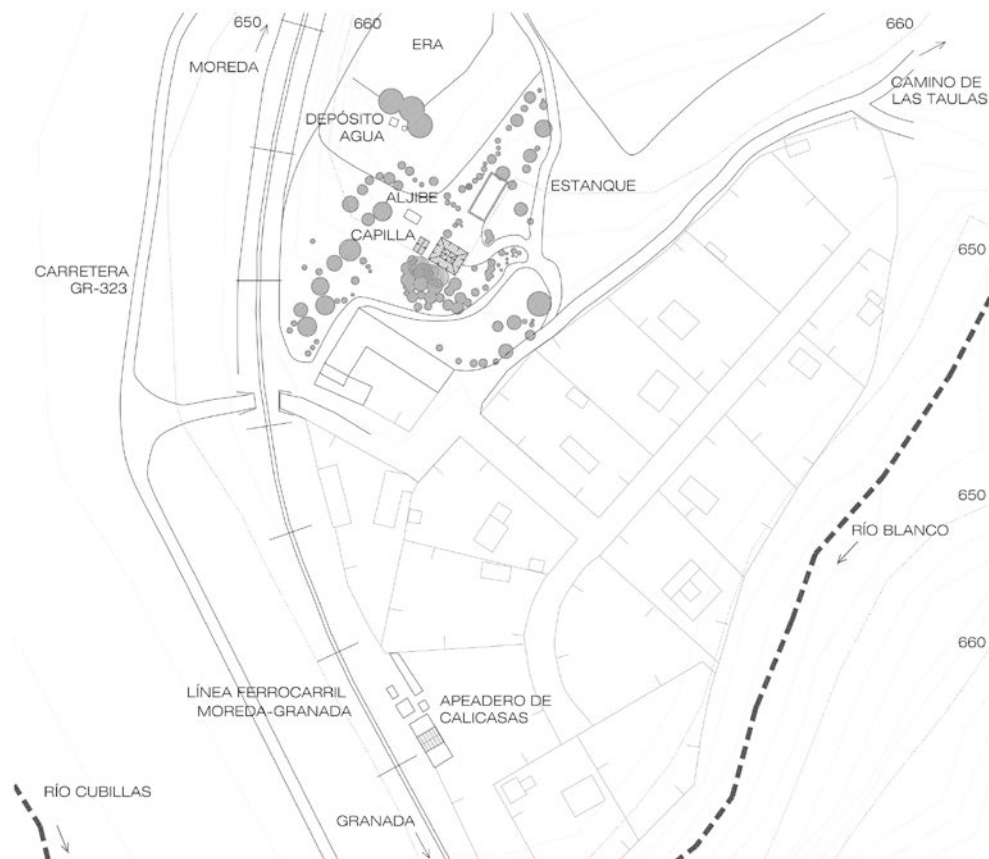 650
660
660
ERA
MOREDA
CAMINO DE
LAS TAULAS
DEPÓSITO
AGUA
ESTANQUE
ALJIBE
CAPILLA
650
CARRETERA
GR-323
650
RÍO BLANCO
660
LÍNEA FERROCARRIL
MOREDA-GRANADA
APEADERO DE
CALICASAS
RÍO CUBILLAS
GRANADA